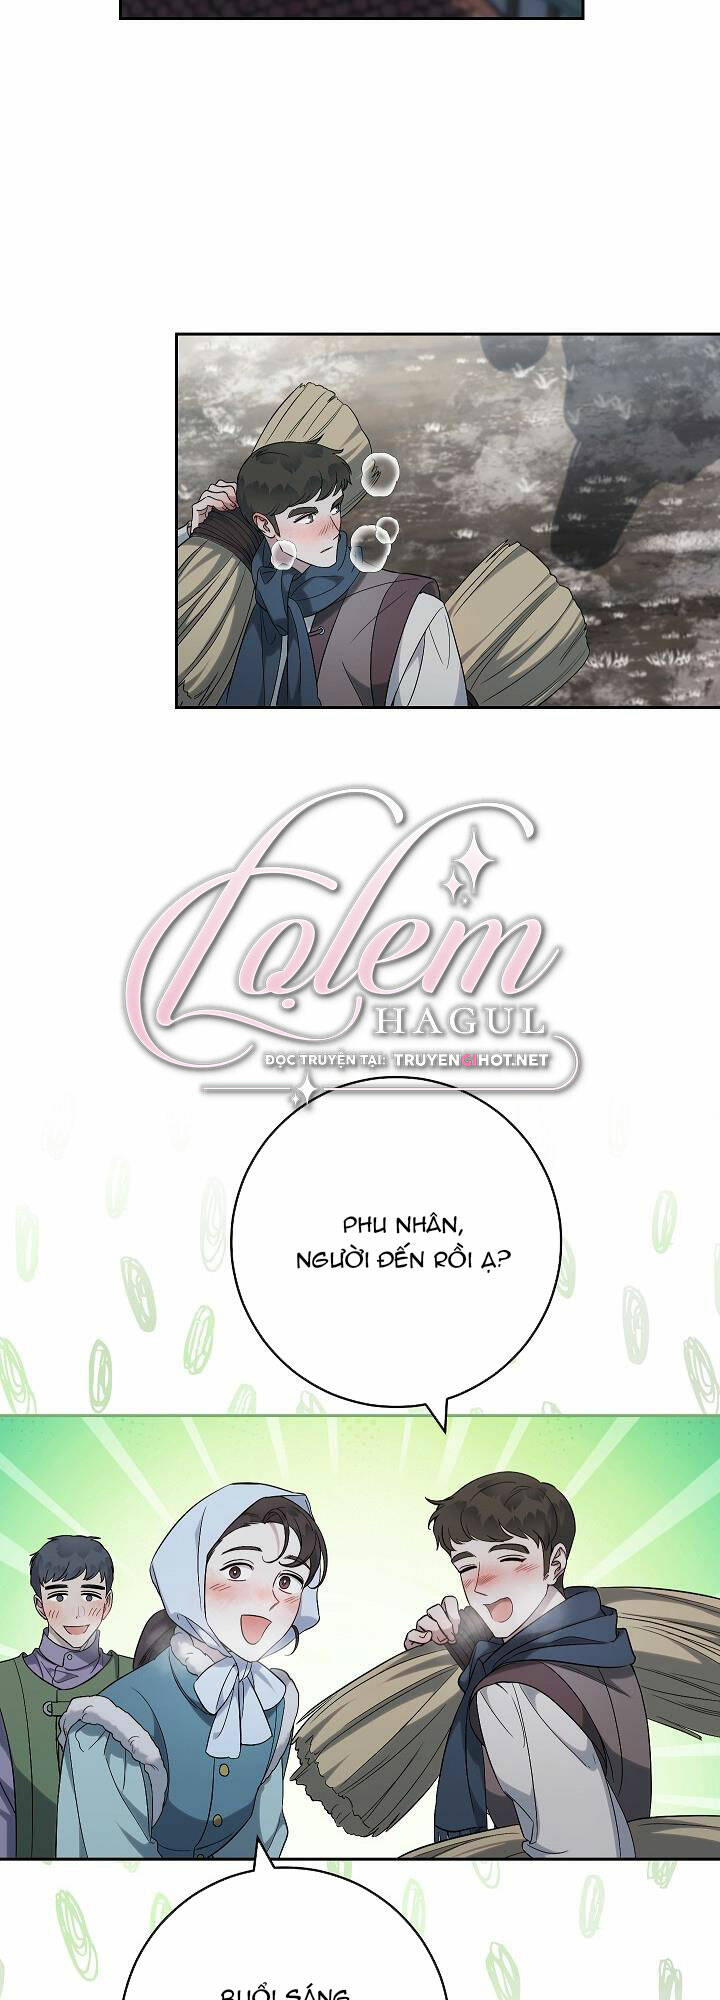 Lọlem
HAGUL
ĐỌC TRUYỆN TẠI: TRUYENGIHOT.NET
PHU NHÂN,
NGƯỜI ĐẾN RỒI Ạ?
BUỔI SÁNG